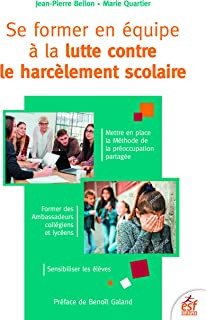 Jean-Pierre Bellon • Marie Quartier
Se former en équipe
à la lutte contre
le harcèlement scolaire
Mettre en place
la Méthode de
la préoccupation
partagée
Former des
Ambassadeurs
collégiens
et lycéens
Sensibiliser les élèves
Préface de Benoît Galand
esf